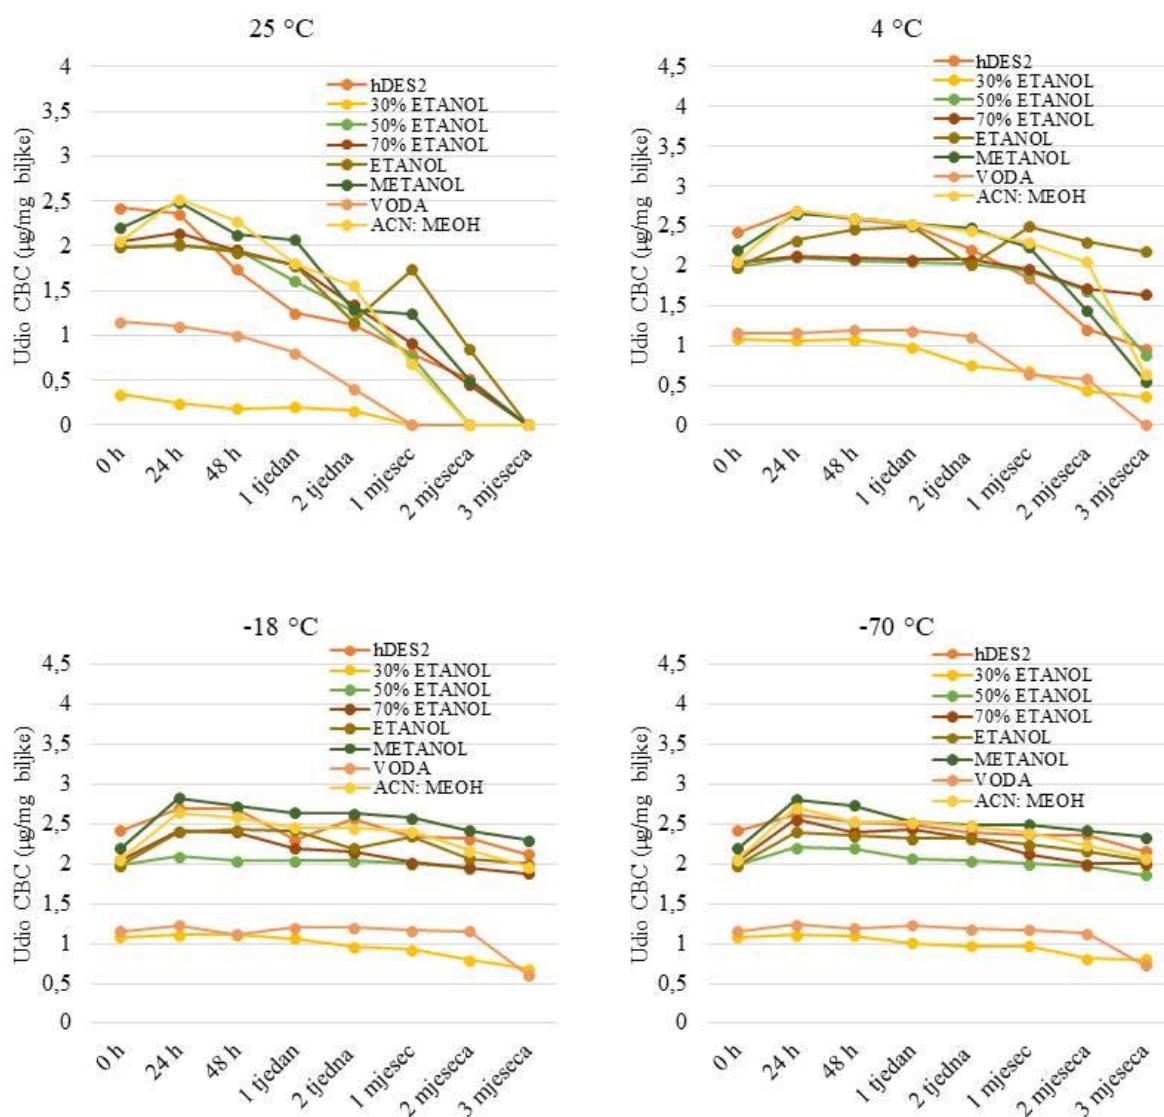 25 °C
Udio CBC (µg/mg biljke)
4
3,5
3
2,5
2
1,5
1
0,5
0
hDES2
30% ETANOL
50% ETANOL
70% ETANOL
ETANOL
METANOL
VODA
ACN: MEOH
0 h
24 h
48 h
1 tjedan
2 tjedna
1 mjesec
2 mjeseca
3 mjeseca
4 °C
Udio CBC (µg/mg biljke)
4,5
4
3,5
3
2,5
2
1,5
1
0,5
0
hDES2
30% ETANOL
50% ETANOL
70% ETANOL
ETANOL
METANOL
VODA
ACN: MEOH
0 h
24 h
48 h
1 tjedan
2 tjedna
1 mjesec
2 mjeseca
3 mjeseca
-18 °C
Udio CBC (µg/mg biljke)
4,5
4
3,5
3
2,5
2
1,5
1
0,5
0
hDES2
30% ETANOL
50% ETANOL
70% ETANOL
ETANOL
METANOL
VODA
ACN: MEOH
0 h
24 h
48 h
1 tjedan
2 tjedna
1 mjesec
2 mjeseca
3 mjeseca
-70 °C
Udio CBC (µg/mg biljke)
4,5
4
3,5
3
2,5
2
1,5
1
0,5
0
hDES2
30% ETANOL
50% ETANOL
70% ETANOL
ETANOL
METANOL
VODA
ACN: MEOH
0 h
24 h
48 h
1 tjedan
2 tjedna
1 mjesec
2 mjeseca
3 mjeseca